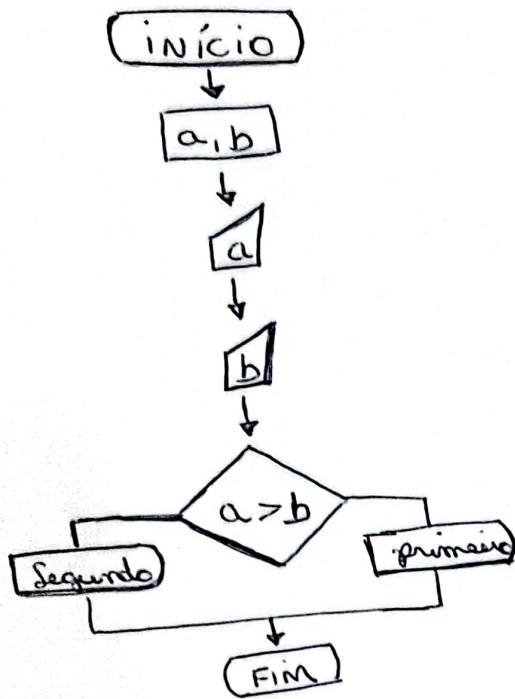 INÍCIO
a, b
a
b
a > b
Segundo
primeiro
FIM